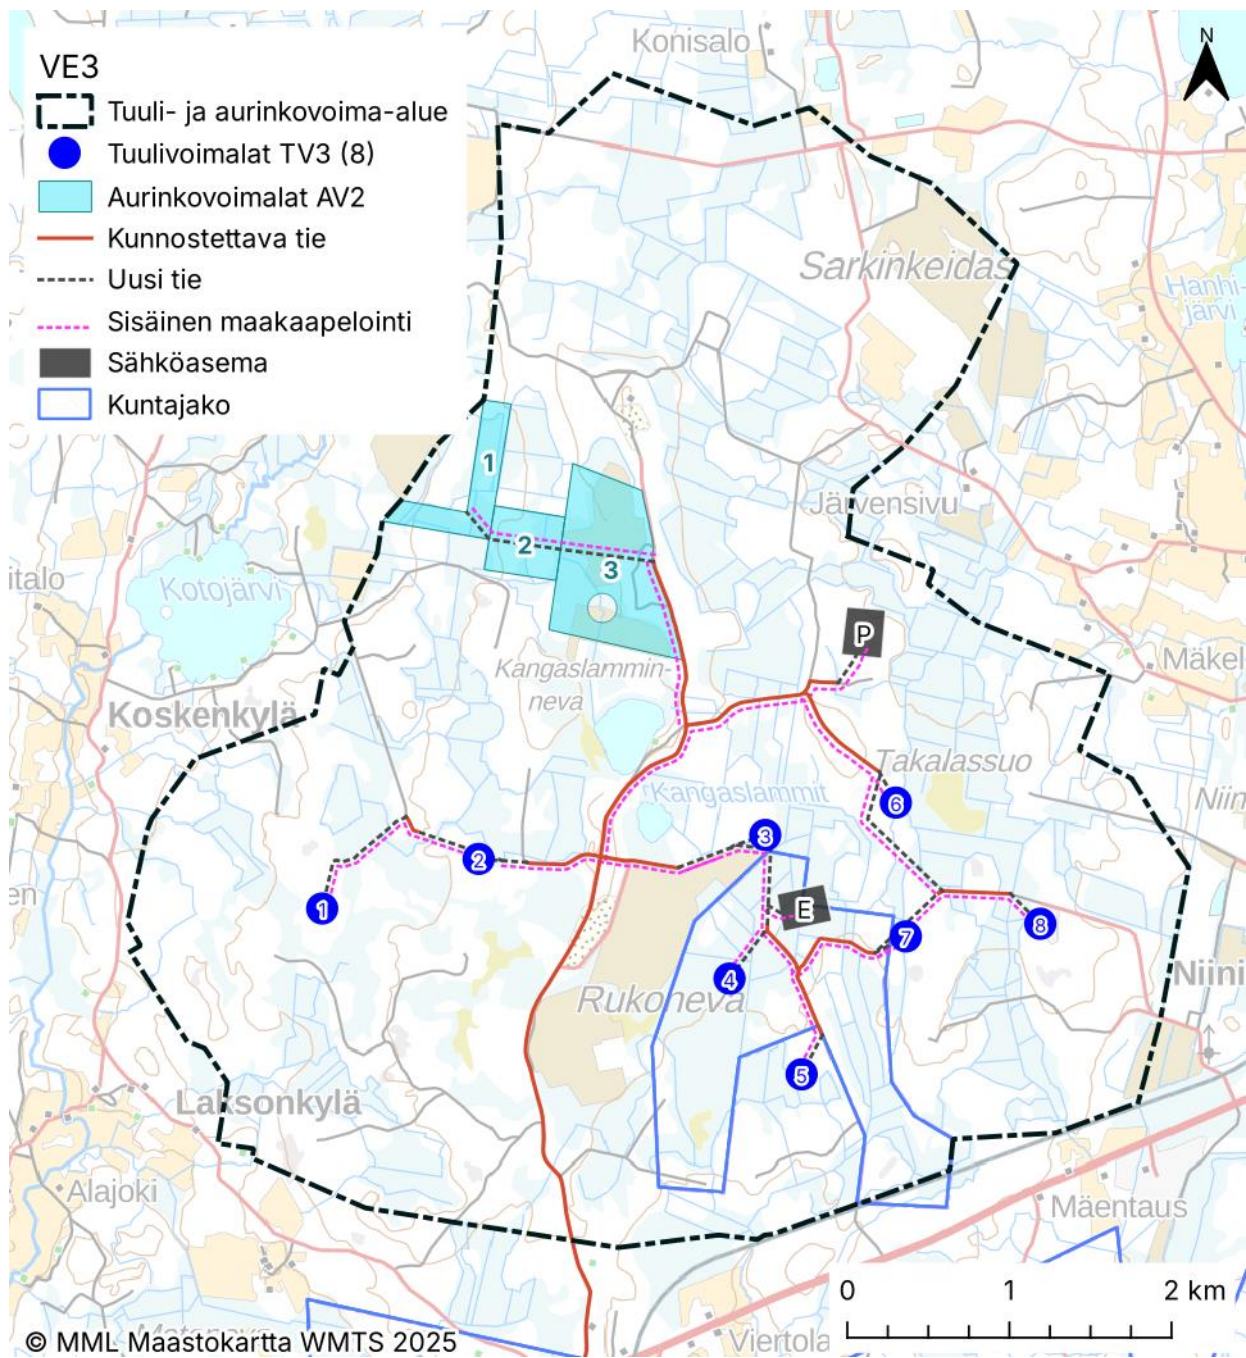 Konisalo
N
VE3
Tuuli- ja aurinkovoima-alue
Tuulivoimalat TV3 (8)
Aurinkovoimalat AV2
Kunnostettava tie
Uusi tie
Sisäinen maakaapelointi
Sähköasema
Kuntajako
Sarkinkeidas
Hanhi-
järvi
1
2
3
Järvensivu
italo
Kotojärvi
P
Mäkel
Kangaslammin-
neva
Koskenkylä
Takalassuo
Niin
Kangaslammit
6
3
2
1
en
E
7
8
4
Niini
Rukoneva
5
Laksonkylä
Alajoki
Mäentaus
0 1 2 km
Viertola
© MML Maastokartta WMTS 2025